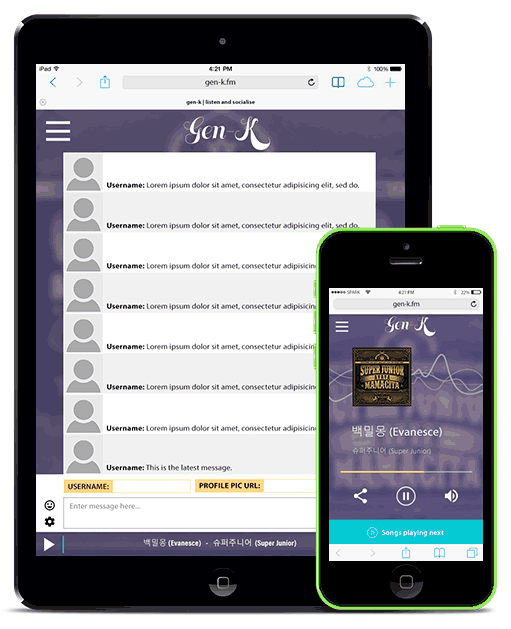 iPad
4:21 PM
100%
gen-k.fm
gen-k | listen and socialise
Gen-K
Username: Lorem ipsum dolor sit amet, consectetur adipisicing elit, sed do.
Username: Lorem ipsum dolor sit amet, consectetur adipisicing elit, sed do.
Username: Lorem ipsum dolor sit amet, consectetur adipisicing
Username: Lorem ipsum dolor sit amet, consectetur adipisicing
Username: Lorem ipsum dolor sit amet, consectetur adipisicing
Username: Lorem ipsum dolor sit amet, consectetur adipisicing
Username: Lorem ipsum dolor sit amet, consectetur adipisicing
Username: This is the latest message.
USERNAME:
PROFILE PIC URL:
Enter message here...
백밀몽 (Evanesce) - 슈퍼주니어 (Super Junior)
SPARK
4:21 PM
22%
gen-k.fm
Gen-K
SUPER JUNIOR
MAMACITA
백밀몽 (Evanesce)
슈퍼주니어 (Super Junior)
Songs playing next